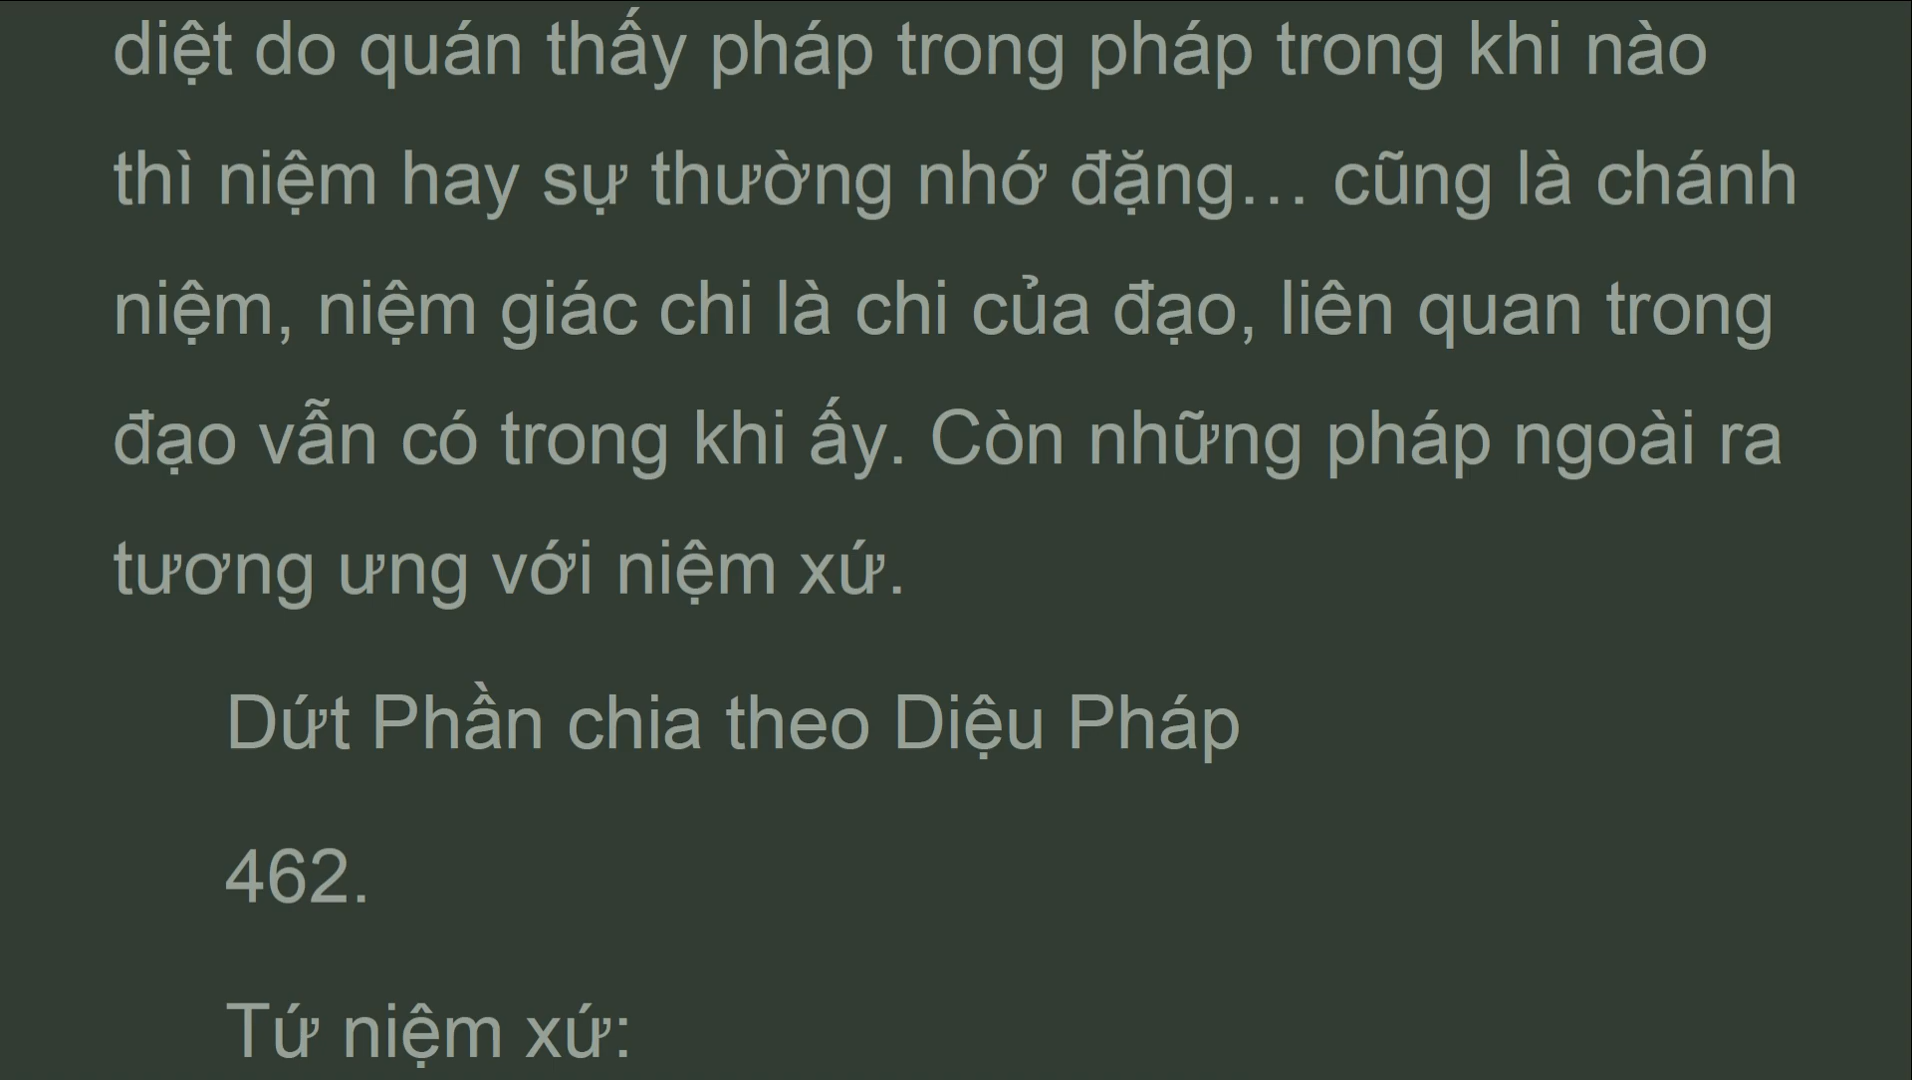 diệt do quán thấy pháp trong pháp trong khi nào
thì niệm hay sự thường nhớ đặng… cũng là chánh
niệm, niệm giác chi là chi của đạo, liên quan trong
đạo vẫn có trong khi ấy. Còn những pháp ngoài ra
tương ưng với niệm xứ.
Dứt Phần chia theo Diệu Pháp
462.
Tứ niệm xứ: